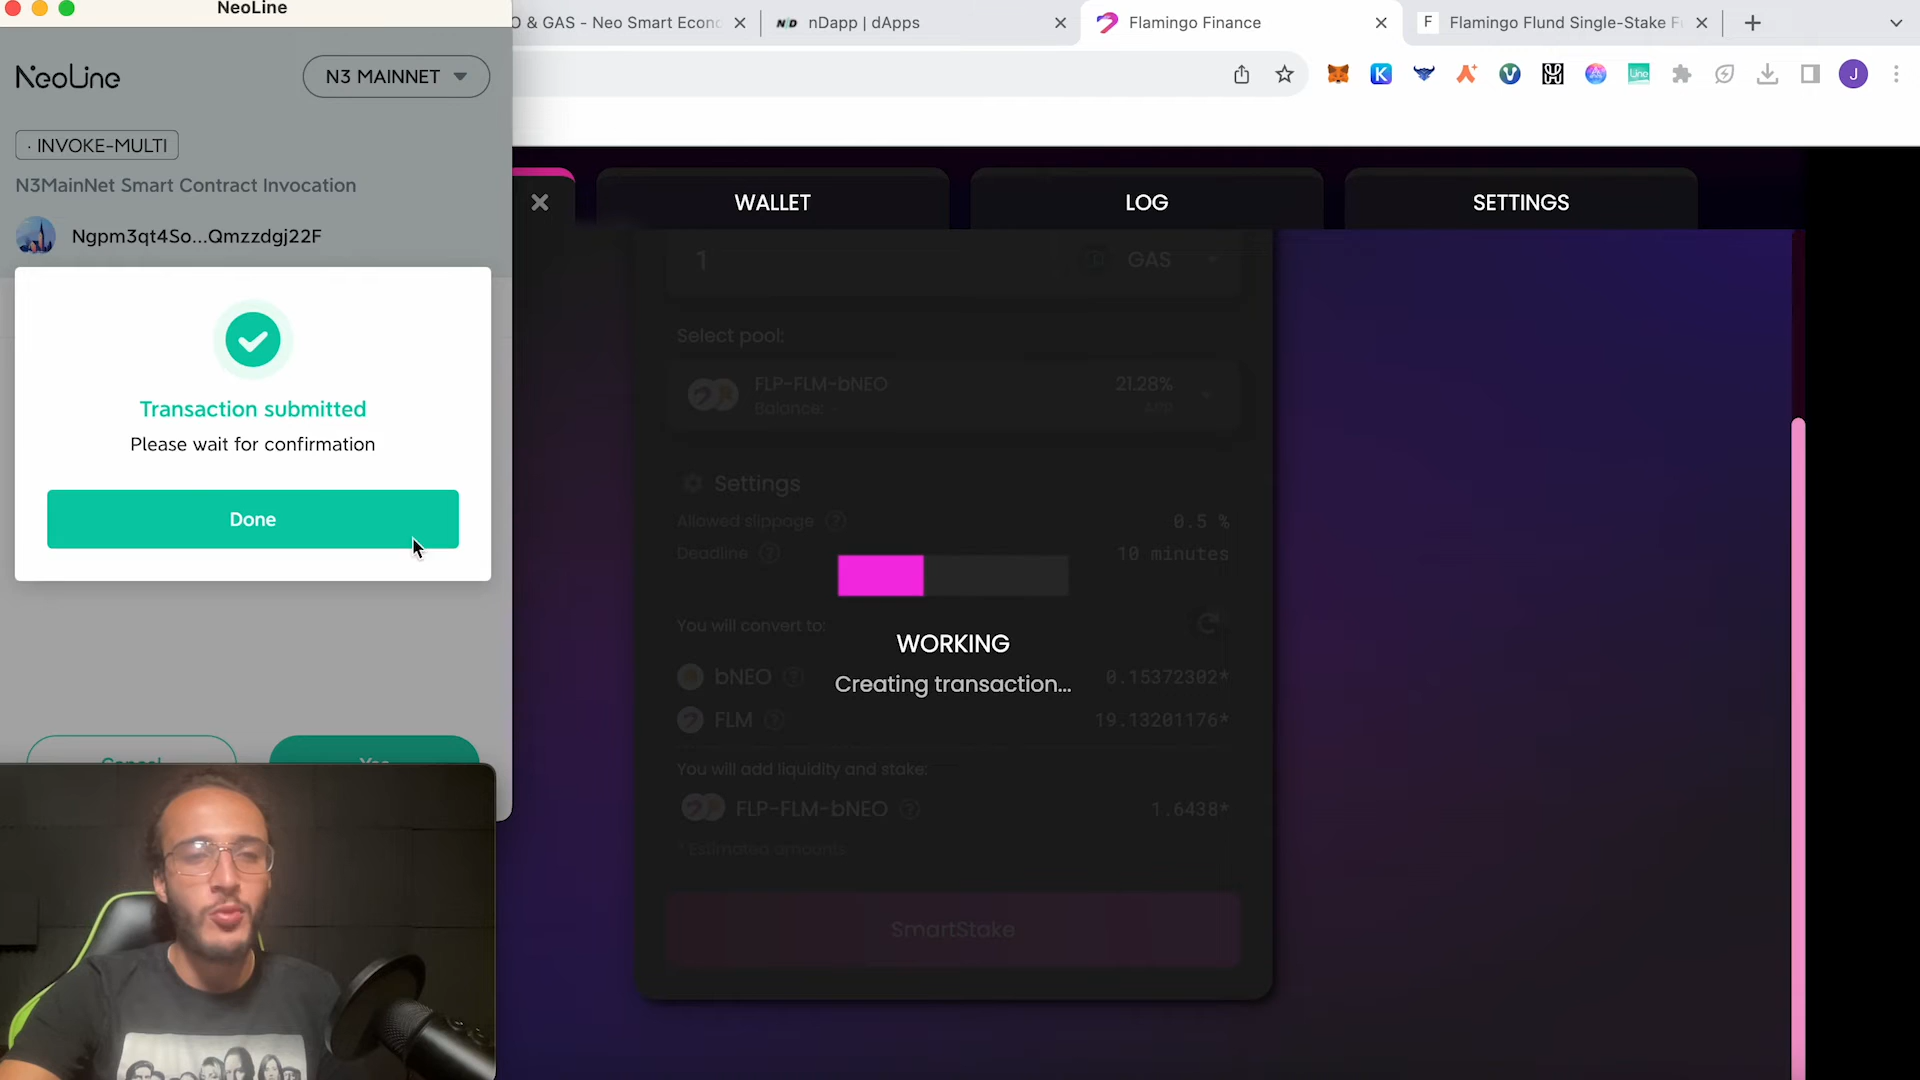 NeoLine
O & GAS - Neo Smart Econ
nDapp | dApps
Flamingo Finance
Flamingo Flund Single-Stake F
NEOLINE
N3 MAINNET
J
· INVOKE-MULTI
N3MainNet Smart Contract Invocation
Ngpm3qt4So...Qmzzdgj22F
WALLET
LOG
SETTINGS
1
GAS
Select pool:
FLP-FLM-bNEO
21.28%
Balance: -
APR
Transaction submitted
Please wait for confirmation
Done
Settings
Allowed slippage
0.5 %
Deadline
10 minutes
You will convert to:
WORKING
Creating transaction...
bNEO
0.15372302*
FLM
19.13201176*
You will add liquidity and stake:
FLP-FLM-bNEO
1.6438*
* Estimated amounts
SmartStake
Cancel
Yes